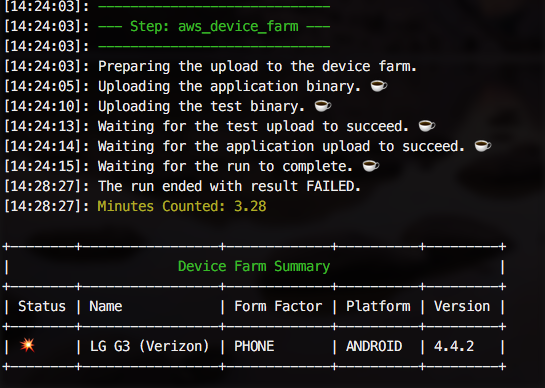 [14:24:03]: -----------------------------
[14:24:03]: --- Step: aws_device_farm ---
[14:24:03]: -----------------------------
[14:24:03]: Preparing the upload to the device farm.
[14:24:05]: Uploading the application binary. ☕
[14:24:10]: Uploading the test binary. ☕
[14:24:13]: Waiting for the test upload to succeed. ☕
[14:24:14]: Waiting for the application upload to succeed. ☕
[14:24:15]: Waiting for the run to complete. ☕
[14:28:27]: The run ended with result FAILED.
[14:28:27]: Minutes Counted: 3.28
Device Farm Summary
| Status | Name | Form Factor | Platform | Version |
| 💥 | LG G3 (Verizon) | PHONE | ANDROID | 4.4.2 |